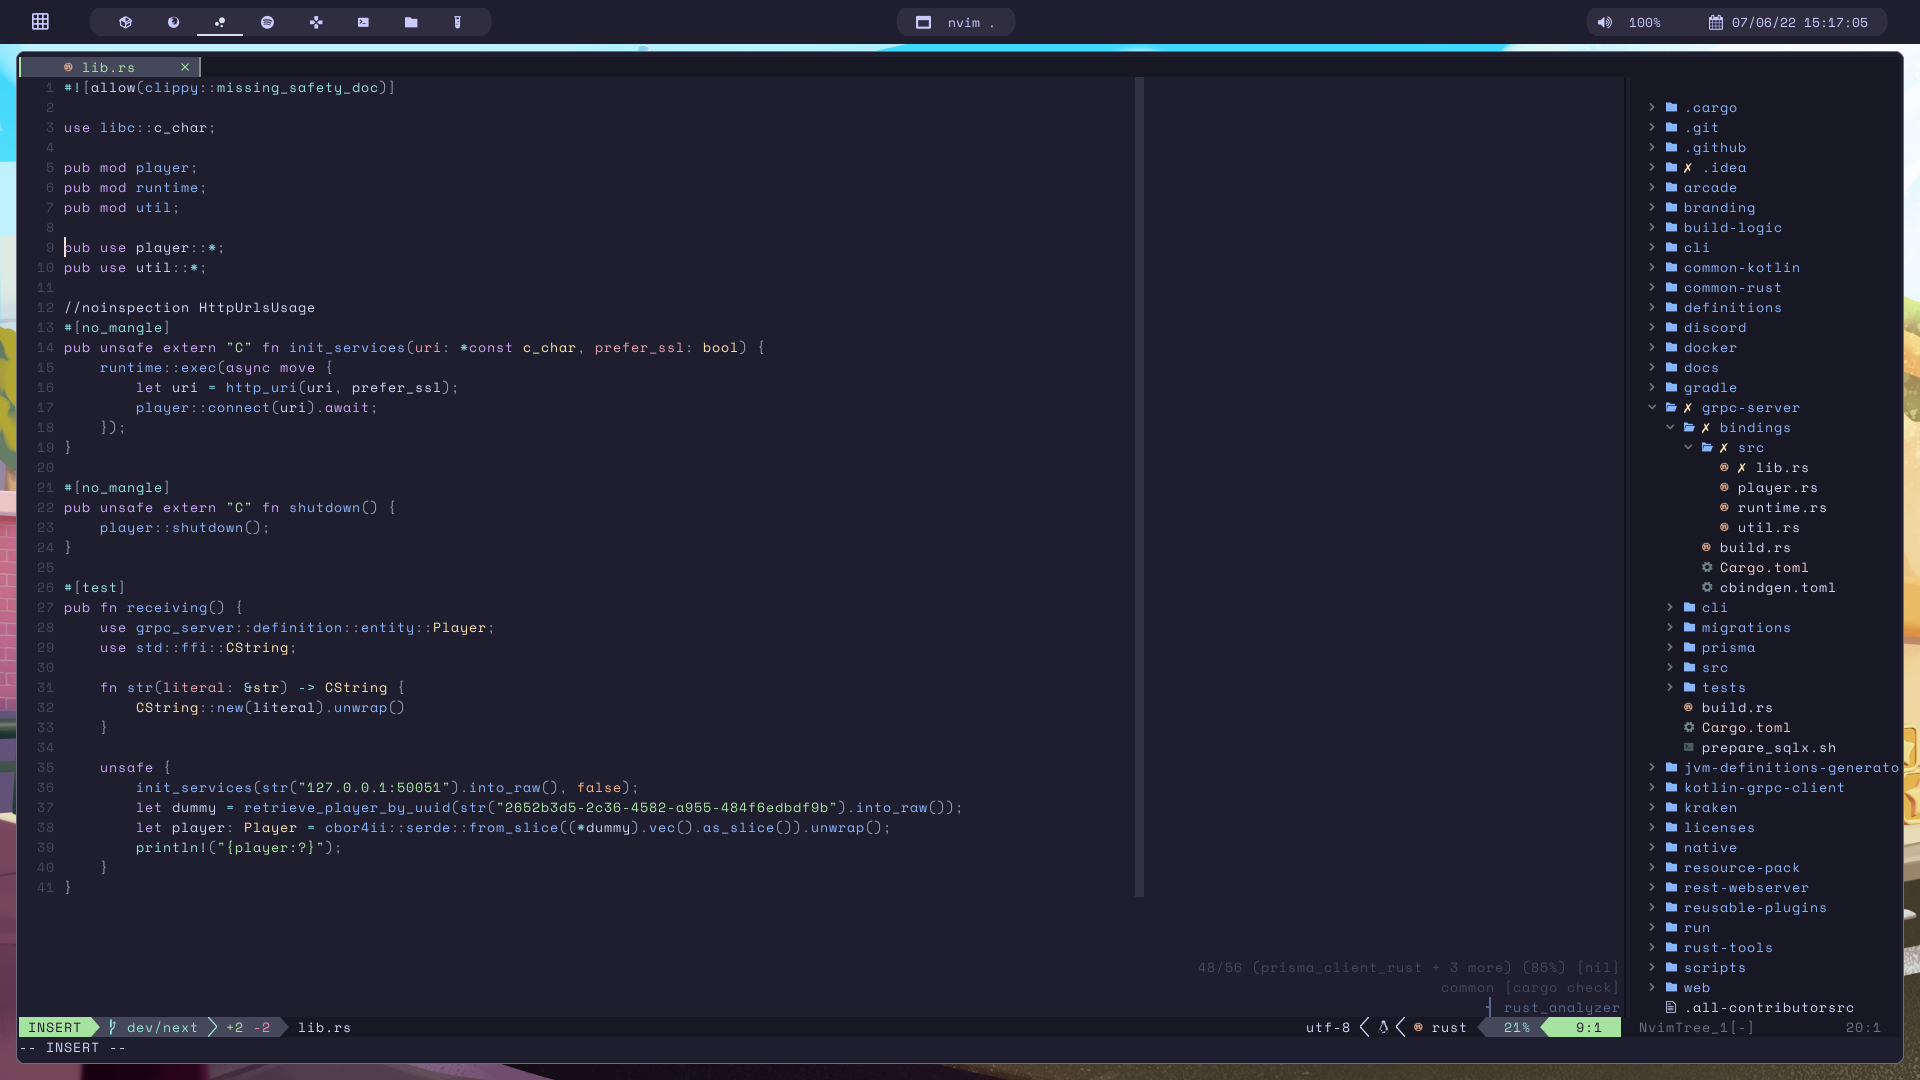 nvim .
100%
07/06/22 15:17:05
lib.rs ×
1 #![allow(clippy::missing_safety_doc)]
2
3 use libc::c_char;
4
5 pub mod player;
6 pub mod runtime;
7 pub mod util;
8
9 pub use player::*;
10 pub use util::*;
11
12 //noinspection HttpUrlsUsage
13 #[no_mangle]
14 pub unsafe extern "C" fn init_services(uri: *const c_char, prefer_ssl: bool) {
15     runtime::exec(async move {
16         let uri = http_uri(uri, prefer_ssl);
17         player::connect(uri).await;
18     });
19 }
20
21 #[no_mangle]
22 pub unsafe extern "C" fn shutdown() {
23     player::shutdown();
24 }
25
26 #[test]
27 pub fn receiving() {
28     use grpc_server::definition::entity::Player;
29     use std::ffi::CString;
30
31     fn str(literal: &str) -> CString {
32         CString::new(literal).unwrap()
33     }
34
35     unsafe {
36         init_services(str("127.0.0.1:50051").into_raw(), false);
37         let dummy = retrieve_player_by_uuid(str("2652b3d5-2c36-4582-a955-484f6edbdf9b").into_raw());
38         let player: Player = cbor4ii::serde::from_slice((*dummy).vec().as_slice()).unwrap();
39         println!("{player:?}");
40     }
41 }
48/56 (prisma_client_rust + 3 more) (85%) [nil]
common [cargo check]
rust_analyzer
.cargo
.git
.github
✗ .idea
arcade
branding
build-logic
cli
common-kotlin
common-rust
definitions
discord
docker
docs
gradle
✗ grpc-server
✗ bindings
✗ src
✗ lib.rs
player.rs
runtime.rs
util.rs
build.rs
Cargo.toml
cbindgen.toml
cli
migrations
prisma
src
tests
build.rs
Cargo.toml
prepare_sqlx.sh
jvm-definitions-generato
kotlin-grpc-client
kraken
licenses
native
resource-pack
rest-webserver
reusable-plugins
run
rust-tools
scripts
web
.all-contributorsrc
INSERT dev/next +2 -2 lib.rs utf-8 rust 21% 9:1 NvimTree_1[-] 20:1
-- INSERT --